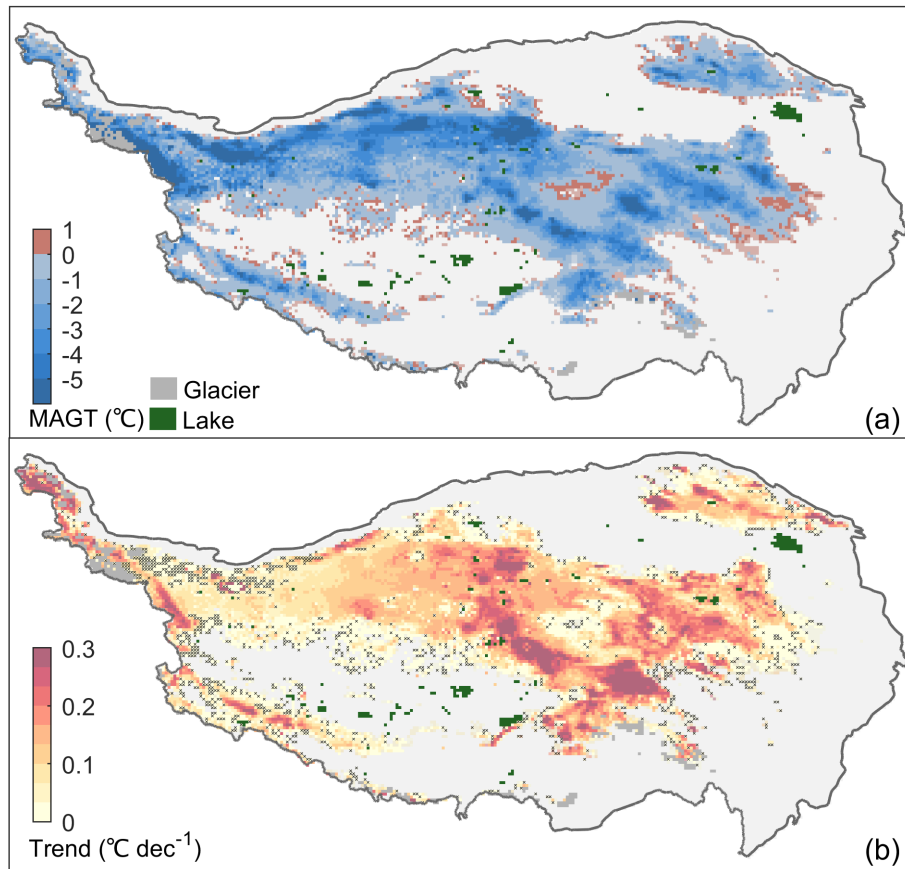 1
0
-1
-2
-3
-4
-5
MAGT (℃)
Glacier
Lake
(a)
0.3
0.2
0.1
0
Trend (℃ dec⁻¹)
(b)